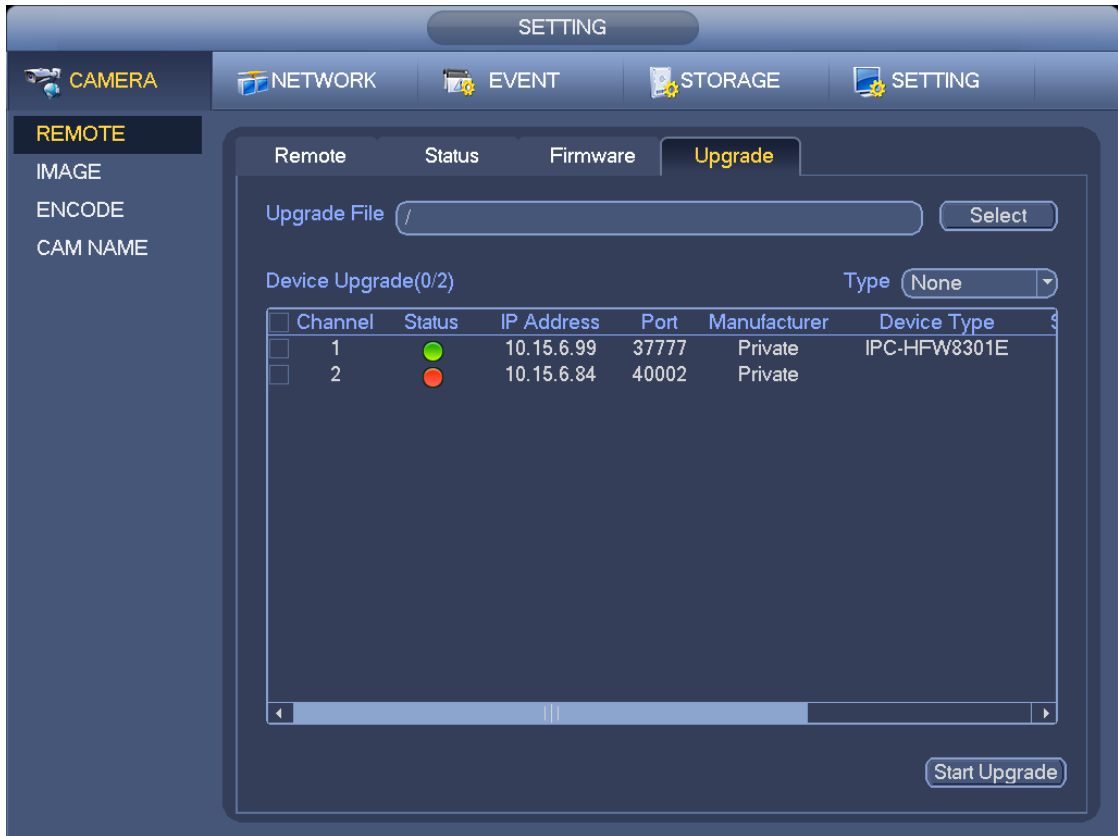 SETTING
CAMERA NETWORK EVENT STORAGE SETTING
REMOTE
IMAGE
ENCODE
CAM NAME
Remote Status Firmware Upgrade
Upgrade File / Select
Device Upgrade(0/2) Type None
Channel Status IP Address Port Manufacturer Device Type
1 10.15.6.99 37777 Private IPC-HFW8301E
2 10.15.6.84 40002 Private
Start Upgrade